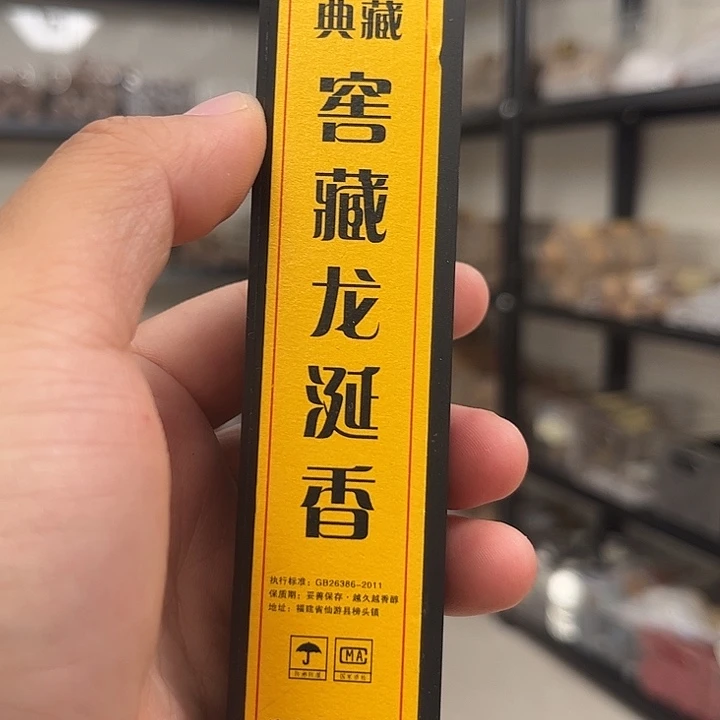 典藏
窖藏龙涎香
执行标准：GB26386-2011
保质期：妥善保存·越久越香醇
地址：福建省仙游县榜头镇
CMA